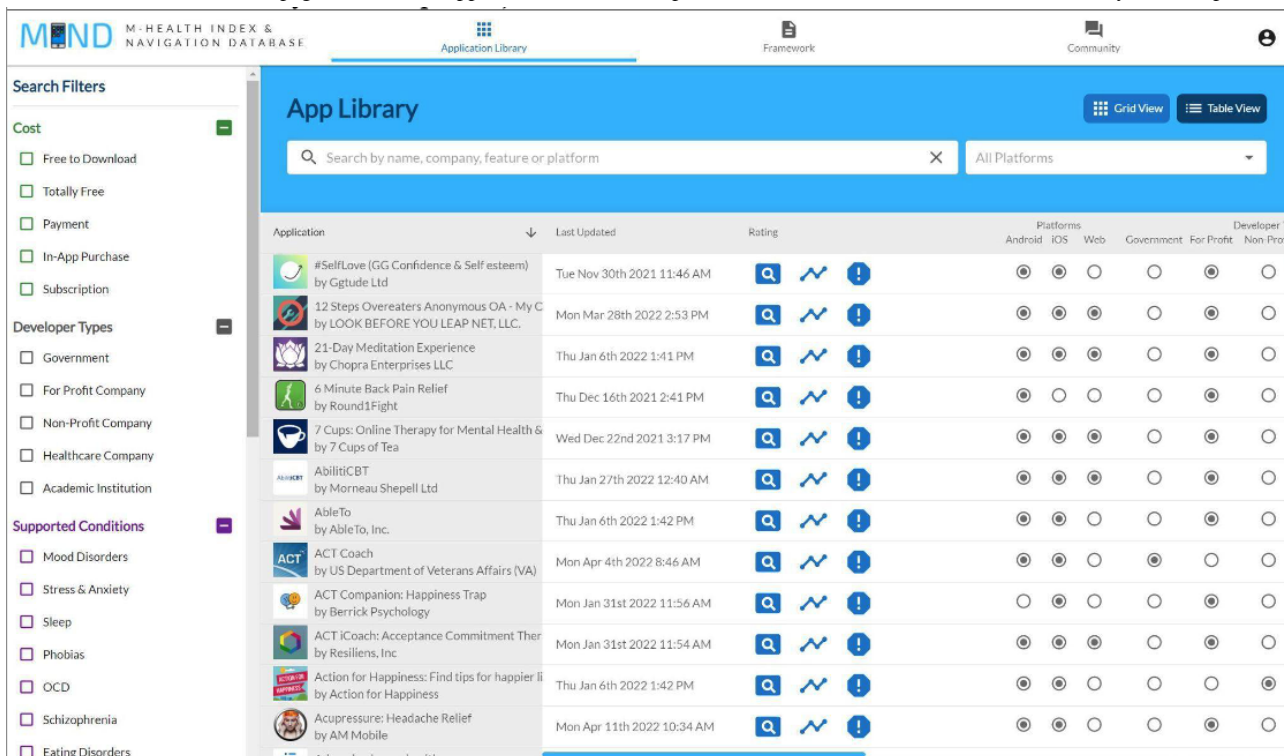 MIND
M-HEALTH INDEX &
NAVIGATION DATABASE
Application Library
Framework
Community
Search Filters
Cost
Free to Download
Totally Free
Payment
In-App Purchase
Subscription
Developer Types
Government
For Profit Company
Non-Profit Company
Healthcare Company
Academic Institution
Supported Conditions
Mood Disorders
Stress & Anxiety
Sleep
Phobias
OCD
Schizophrenia
Eating Disorders
App Library
Grid View
Table View
Search by name, company, feature or platform
All Platforms
Application
Last Updated
Rating
Platforms
Developer
Android iOS Web Government For Profit Non-Pro
#SelfLove (GG Confidence & Self esteem)
by Ggtude Ltd
Tue Nov 30th 2021 11:46 AM
12 Steps Overeaters Anonymous OA - My C
by LOOK BEFORE YOU LEAP NET, LLC.
Mon Mar 28th 2022 2:53 PM
21-Day Meditation Experience
by Chopra Enterprises LLC
Thu Jan 6th 2022 1:41 PM
6 Minute Back Pain Relief
by Round1Fight
Thu Dec 16th 2021 2:41 PM
7 Cups: Online Therapy for Mental Health &
by 7 Cups of Tea
Wed Dec 22nd 2021 3:17 PM
AbilitiCBT
by Morneau Shepell Ltd
Thu Jan 27th 2022 12:40 AM
AbleTo
by AbleTo, Inc.
Thu Jan 6th 2022 1:42 PM
ACT
ACT Coach
by US Department of Veterans Affairs (VA)
Mon Apr 4th 2022 8:46 AM
ACT Companion: Happiness Trap
by Berrick Psychology
Mon Jan 31st 2022 11:56 AM
ACT iCoach: Acceptance Commitment Ther
by Resiliens, Inc
Mon Jan 31st 2022 11:54 AM
Action for Happiness: Find tips for happier li
by Action for Happiness
Thu Jan 6th 2022 1:42 PM
Acupressure: Headache Relief
by AM Mobile
Mon Apr 11th 2022 10:34 AM